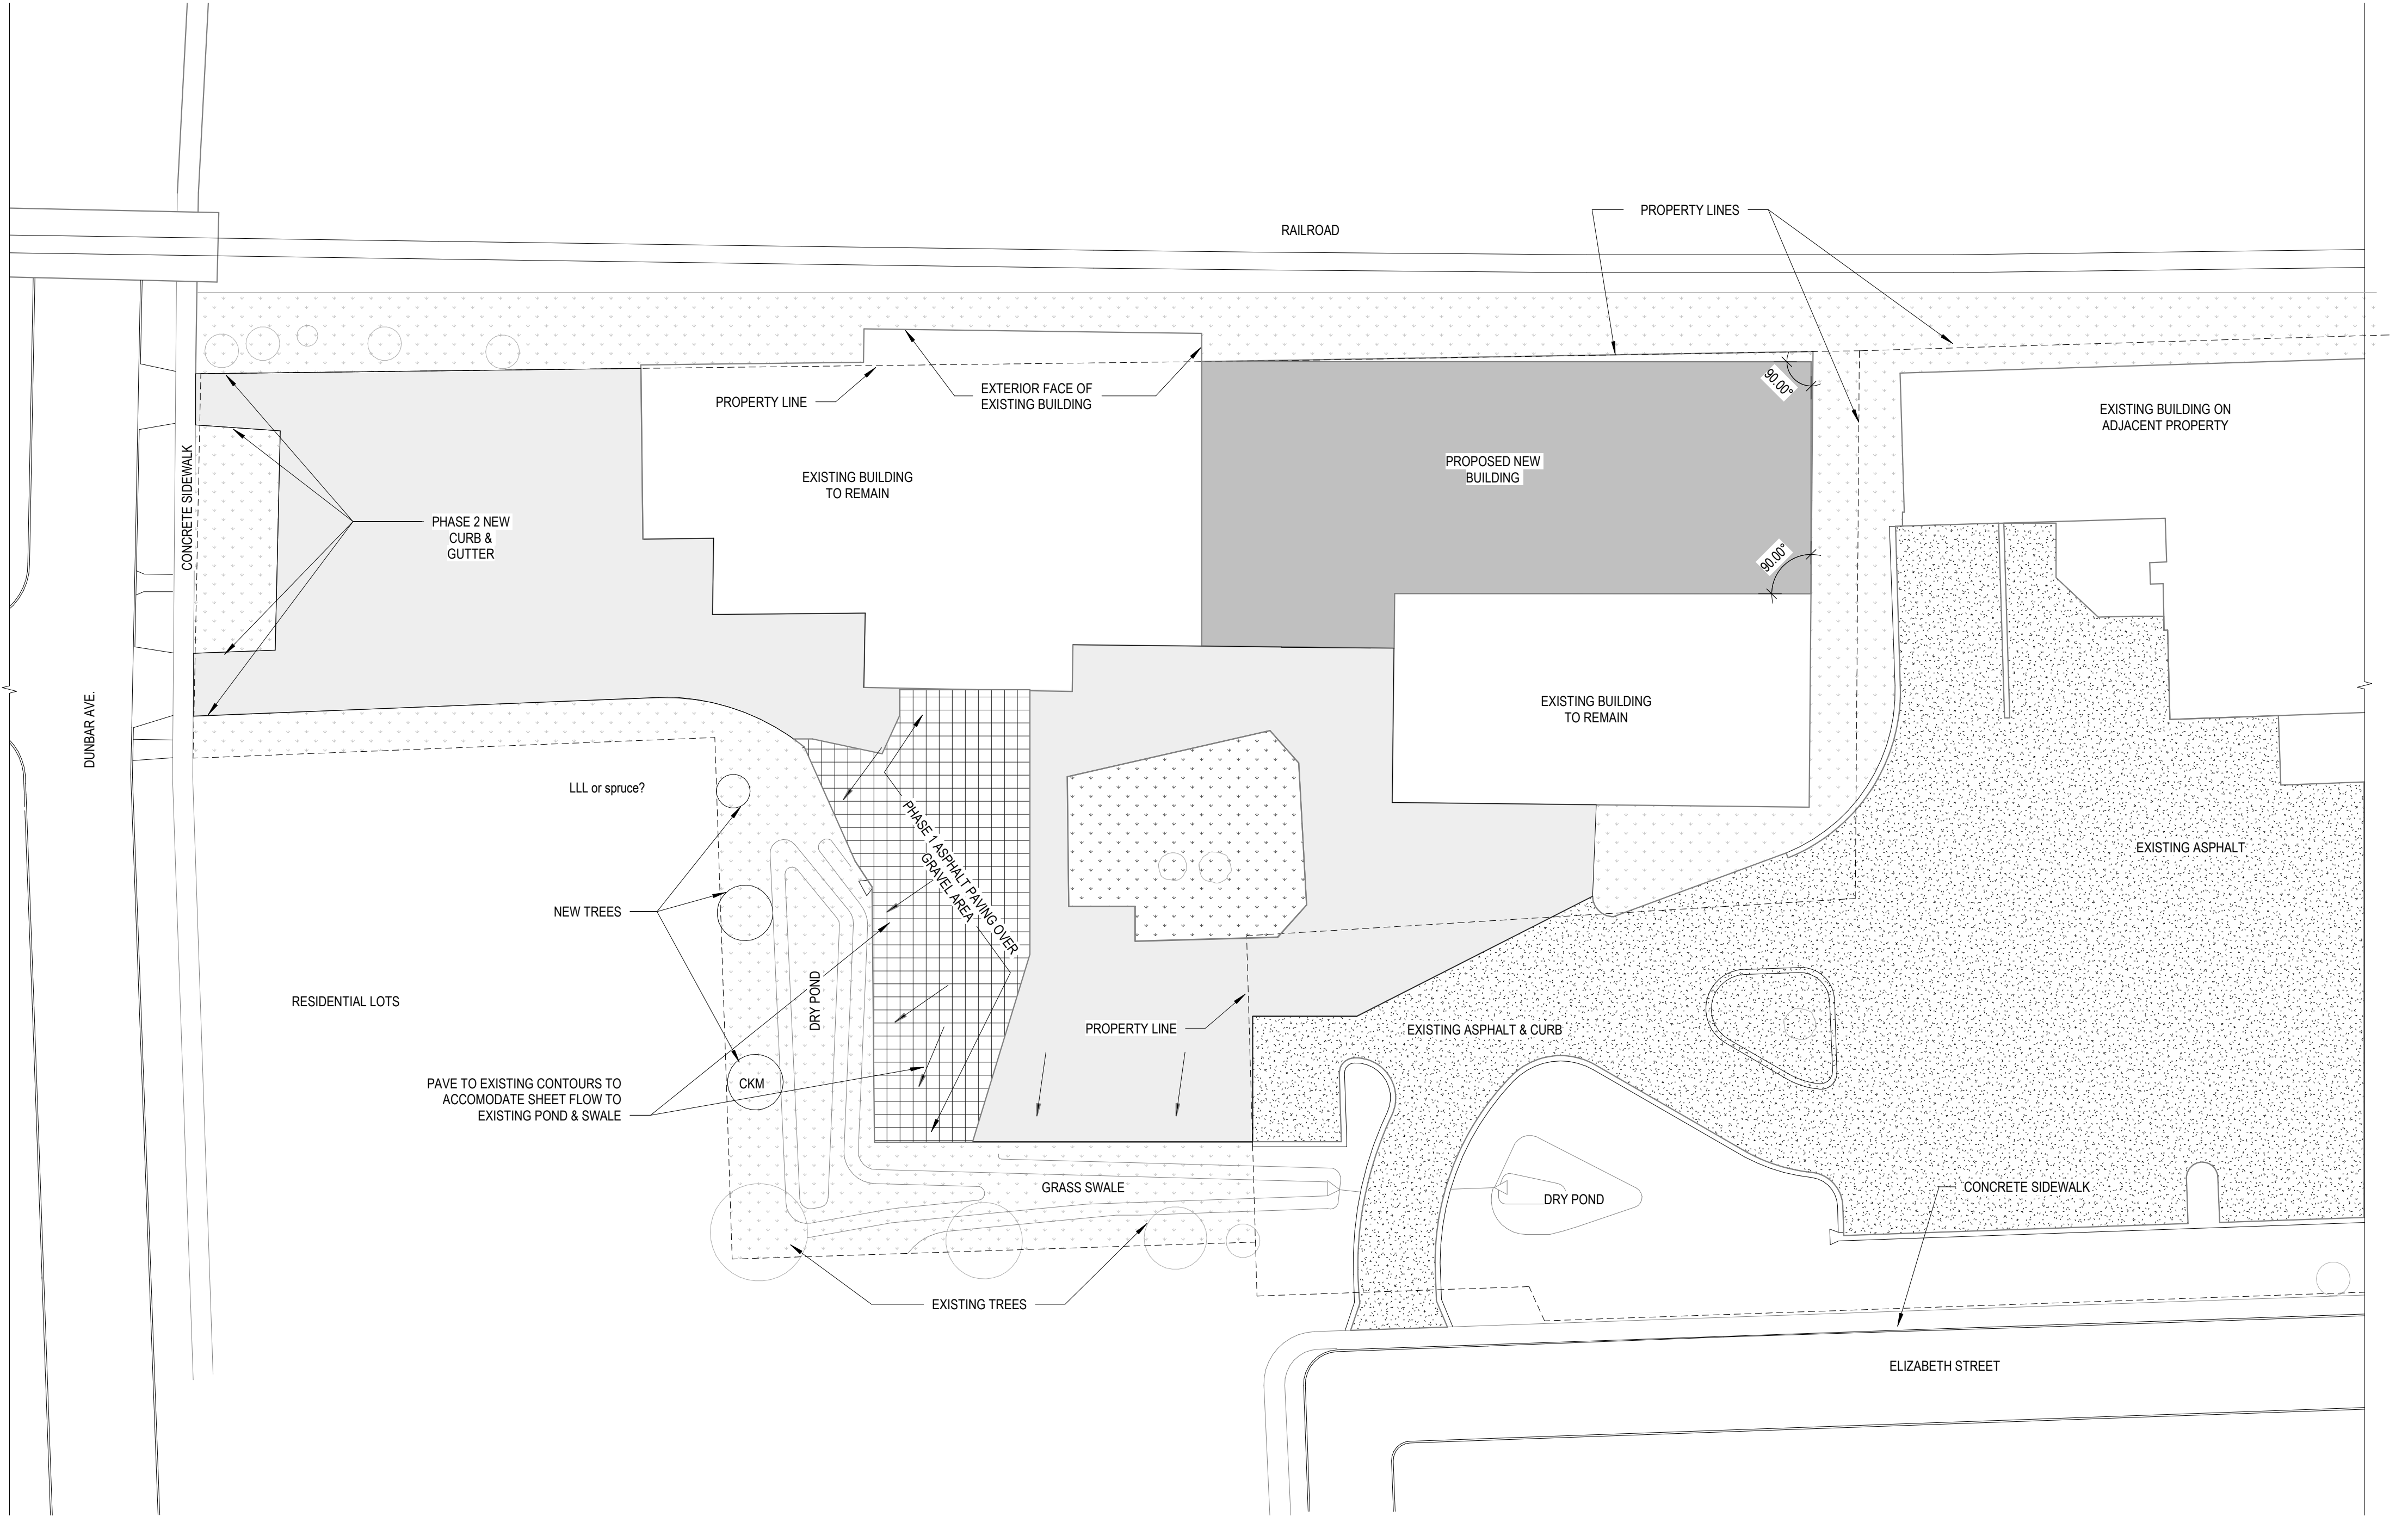 PROPERTY LINES
RAILROAD
90.00°
EXTERIOR FACE OF
EXISTING BUILDING
PROPERTY LINE
EXISTING BUILDING ON
ADJACENT PROPERTY
PROPOSED NEW
BUILDING
EXISTING BUILDING
TO REMAIN
CONCRETE SIDEWALK
PHASE 2 NEW
CURB &
GUTTER
90.00°
EXISTING BUILDING
TO REMAIN
DUNBAR AVE.
LLL or spruce?
PHASE 1 ASPHALT PAVING OVER
GRAVEL AREA
EXISTING ASPHALT
NEW TREES
RESIDENTIAL LOTS
DRY POND
PROPERTY LINE
EXISTING ASPHALT & CURB
CKM
PAVE TO EXISTING CONTOURS TO
ACCOMODATE SHEET FLOW TO
EXISTING POND & SWALE
GRASS SWALE
DRY POND
CONCRETE SIDEWALK
EXISTING TREES
ELIZABETH STREET